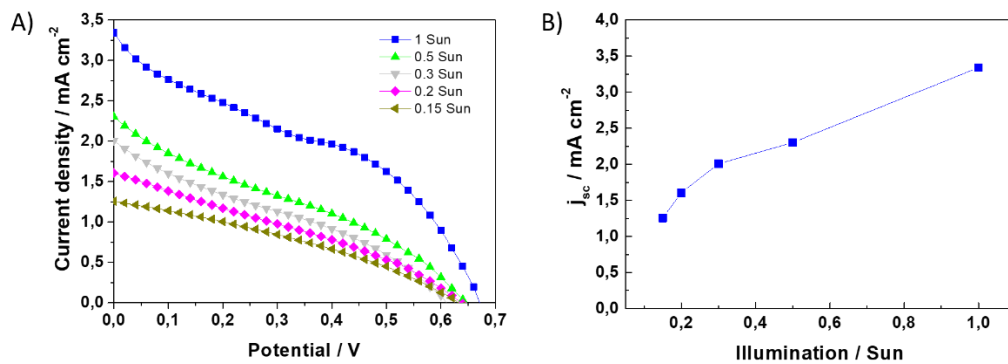 A)
Current density / mA cm⁻²
3,5
3,0
2,5
2,0
1,5
1,0
0,5
0,0
1 Sun
0.5 Sun
0.3 Sun
0.2 Sun
0.15 Sun
0,0 0,1 0,2 0,3 0,4 0,5 0,6 0,7
Potential / V
B)
j_sc / mA cm⁻²
4,0
3,5
3,0
2,5
2,0
1,5
1,0
0,5
0,0
0,2 0,4 0,6 0,8 1,0
Illumination / Sun